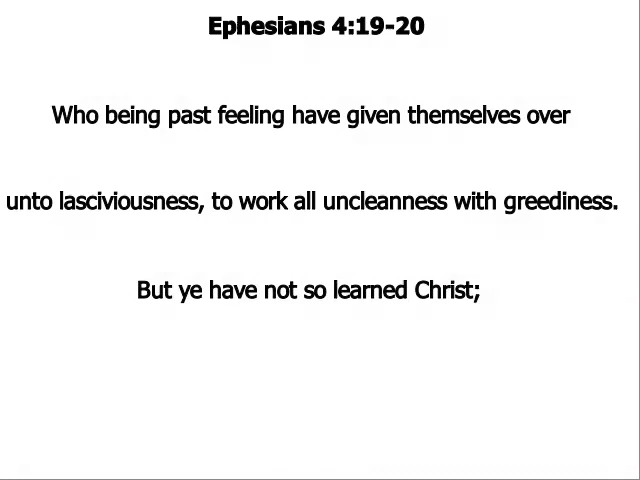 Ephesians 4:19-20
Who being past feeling have given themselves over
unto lasciviousness, to work all uncleanness with greediness.
But ye have not so learned Christ;